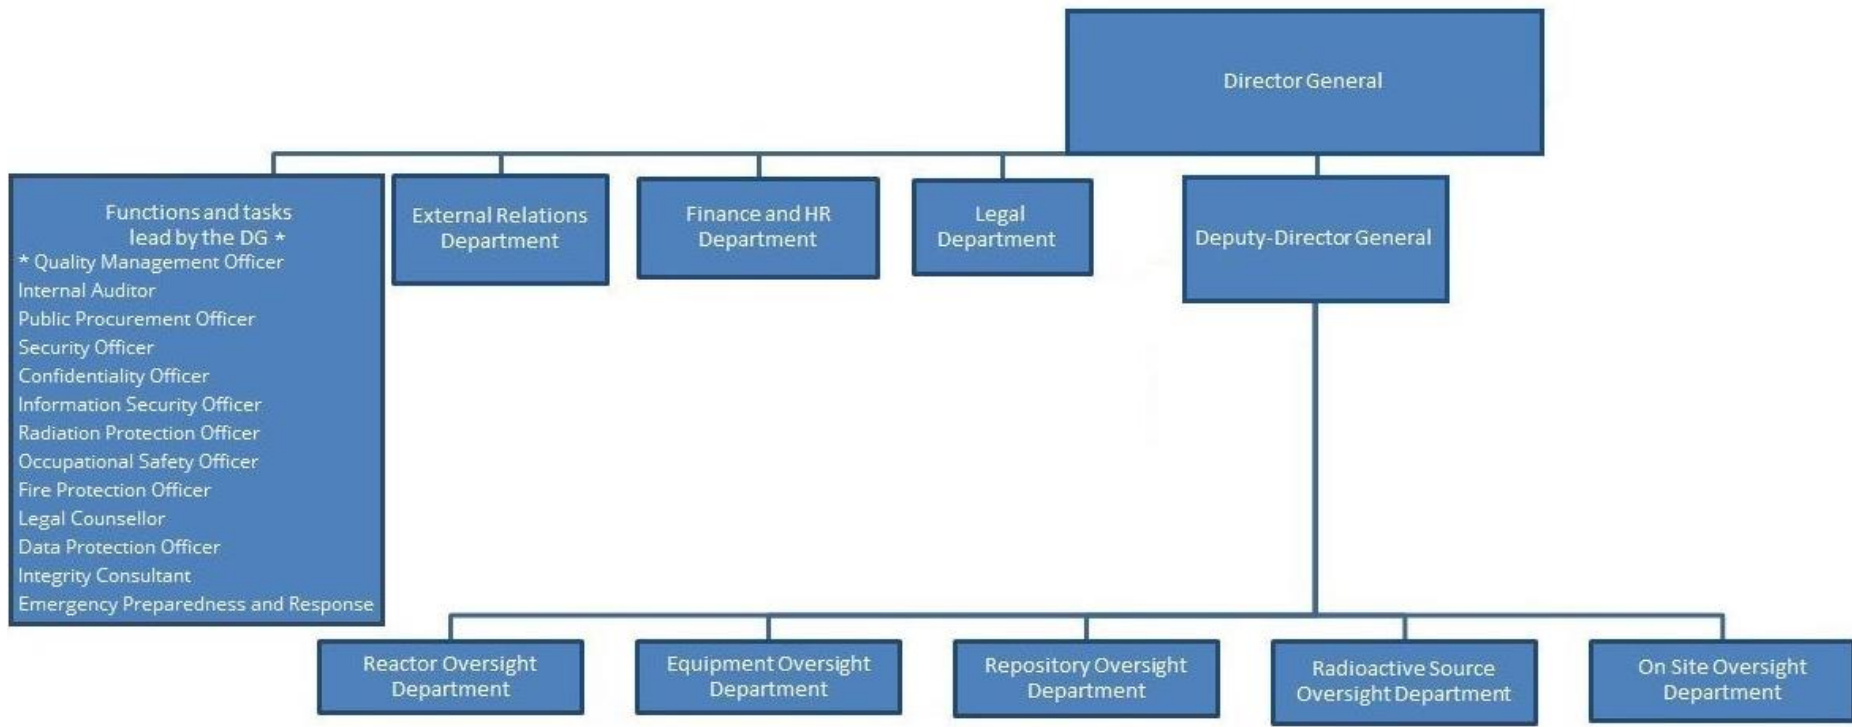 Director General
Functions and tasks
lead by the DG *
* Quality Management Officer
Internal Auditor
Public Procurement Officer
Security Officer
Confidentiality Officer
Information Security Officer
Radiation Protection Officer
Occupational Safety Officer
Fire Protection Officer
Legal Counsellor
Data Protection Officer
Integrity Consultant
Emergency Preparedness and Response
External Relations
Department
Finance and HR
Department
Legal
Department
Deputy-Director General
Reactor Oversight
Department
Equipment Oversight
Department
Repository Oversight
Department
Radioactive Source
Oversight Department
On Site Oversight
Department